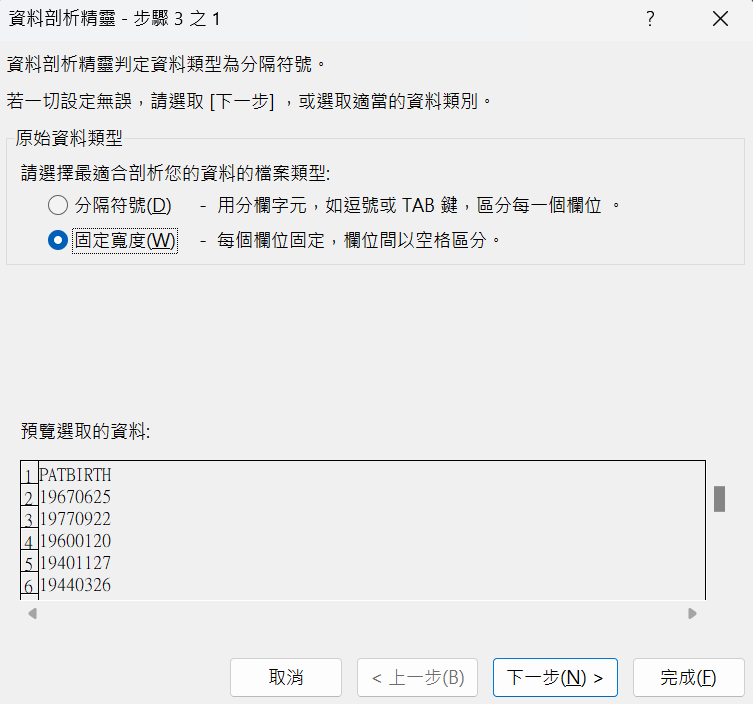 資料剖析精靈 - 步驟 3 之 1
?
資料剖析精靈判定資料類型為分隔符號。
若一切設定無誤，請選取 [下一步] ，或選取適當的資料類別。
原始資料類型
請選擇最適合剖析您的資料的檔案類型:
分隔符號(D) - 用分欄字元，如逗號或 TAB 鍵，區分每一個欄位 。
固定寬度(W) - 每個欄位固定，欄位間以空格區分。
預覽選取的資料:
1 PATBIRTH
2 19670625
3 19770922
4 19600120
5 19401127
6 19440326
取消 < 上一步(B) 下一步(N) > 完成(F)